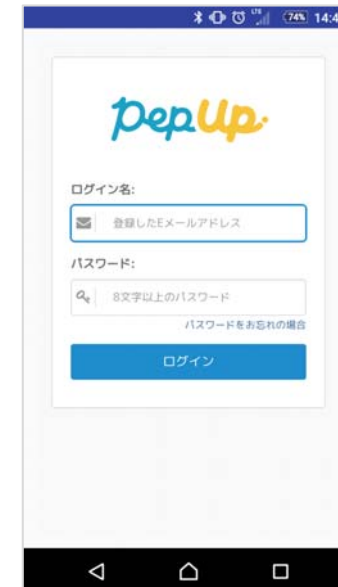 LTE 74% 14:4
PepUp
ログイン名:
登録したEメールアドレス
パスワード:
8文字以上のパスワード
パスワードをお忘れの場合
ログイン